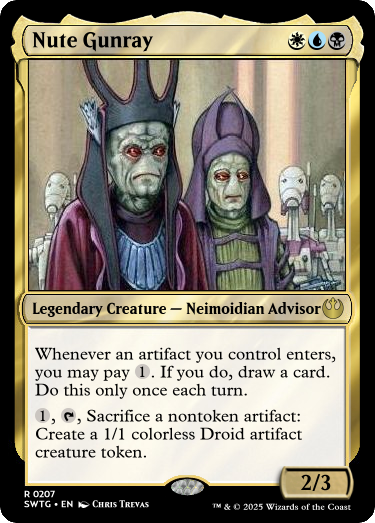 Nute Gunray
Legendary Creature — Neimoidian Advisor
Whenever an artifact you control enters,
you may pay 1. If you do, draw a card.
Do this only once each turn.
1, , Sacrifice a nontoken artifact:
Create a 1/1 colorless Droid artifact
creature token.
2/3
R 0207
SWTG • EN Chris Trevas
™ & © 2025 Wizards of the Coast